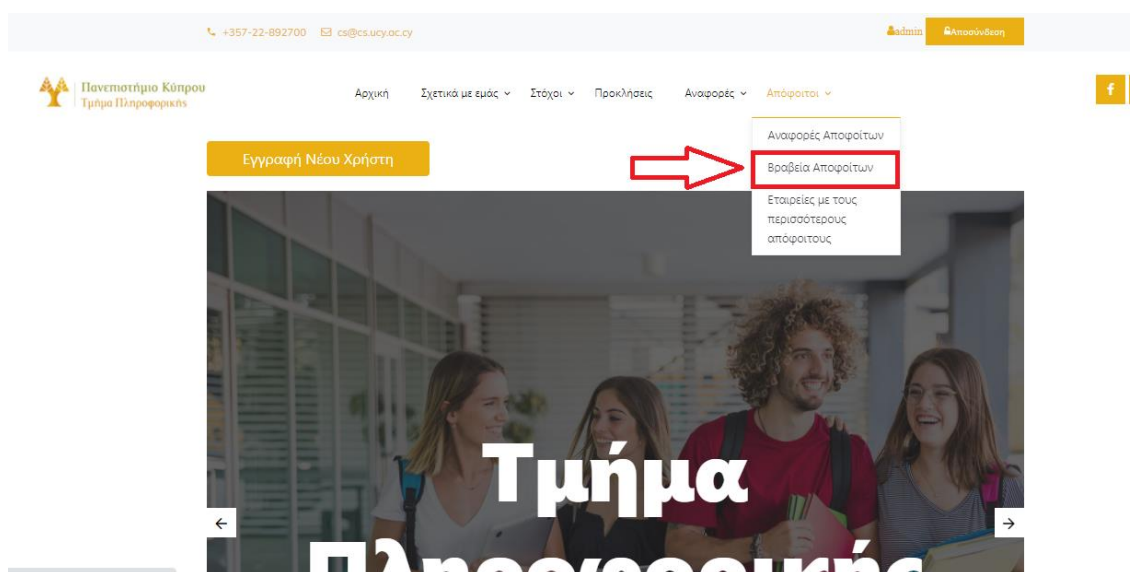 +357-22-892700 cs@cs.ucy.ac.cy admin Αποσύνδεση
Πανεπιστήμιο Κύπρου
Τμήμα Πληροφορικής
Αρχική Σχετικά με εμάς Στόχοι Προκλήσεις Αναφορές Απόφοιτοι
Αναφορές Αποφοίτων
Εγγραφή Νέου Χρήστη
Βραβεία Αποφοίτων
Εταιρείες με τους
περισσότερους
απόφοιτους
Τμήμα
Πληροφορικής